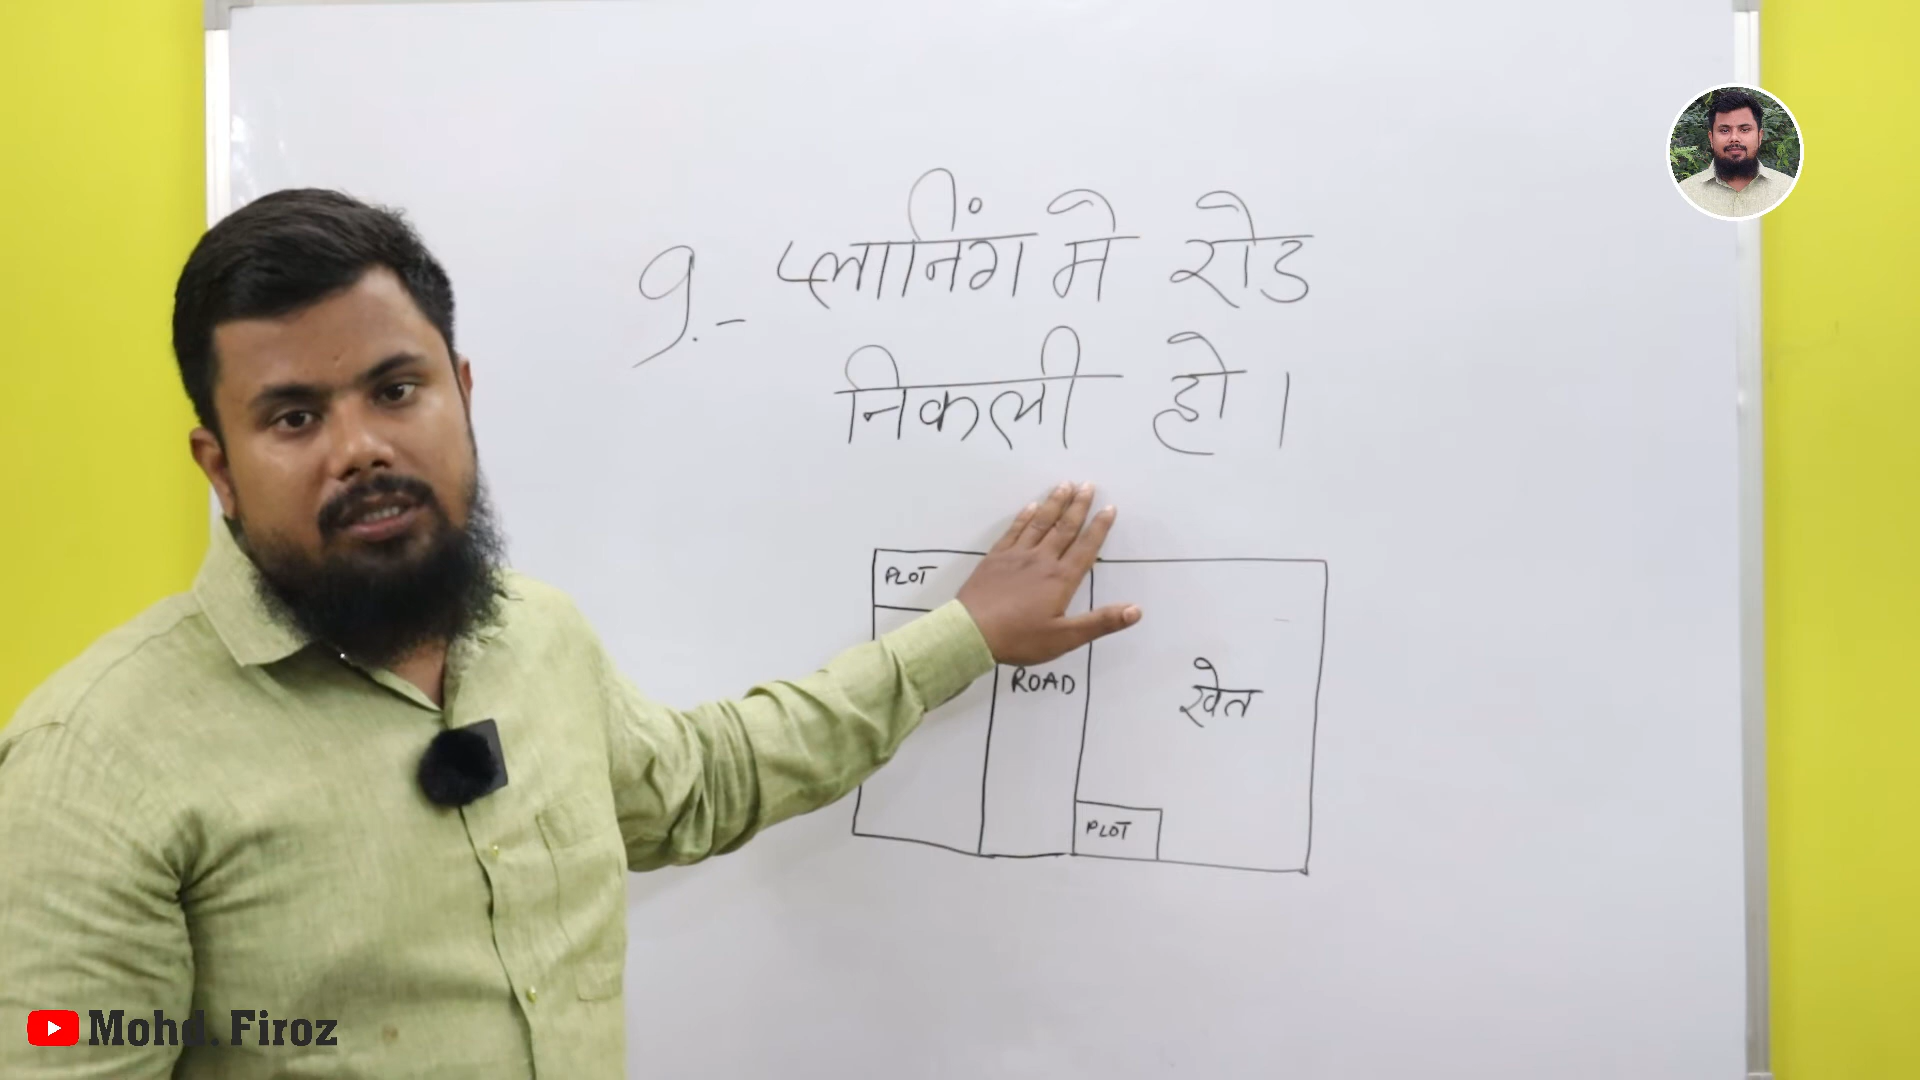 9.- प्लानिंग मे रोड
निकली हो।
PLOT
ROAD
खेत
PLOT
Mohd. Firoz